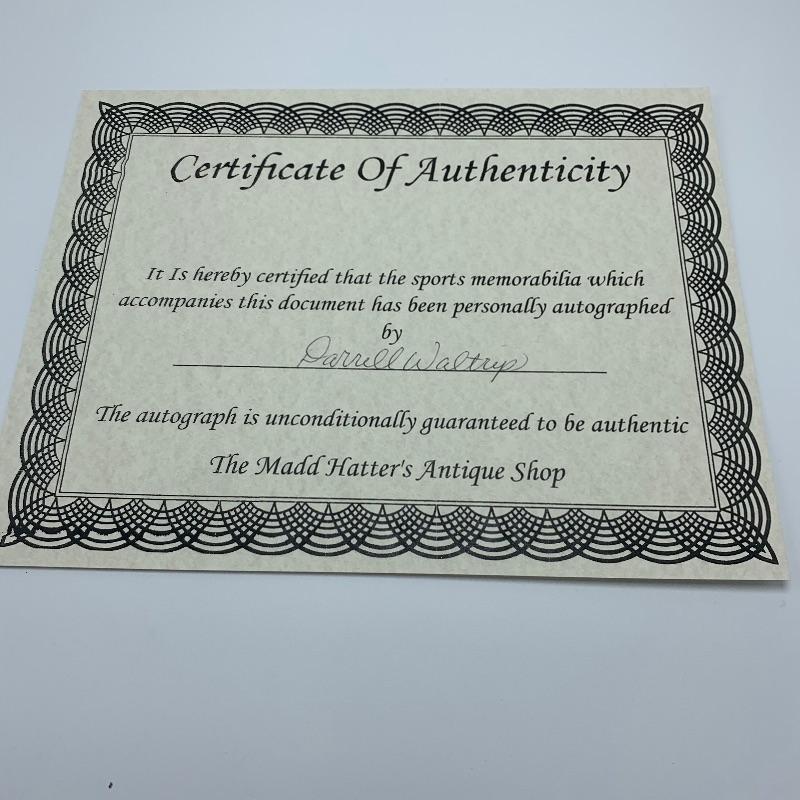 Certificate Of Authenticity
It Is hereby certified that the sports memorabilia which
accompanies this document has been personally autographed
by
Darrell Waltrip
The autograph is unconditionally guaranteed to be authentic
The Madd Hatter's Antique Shop